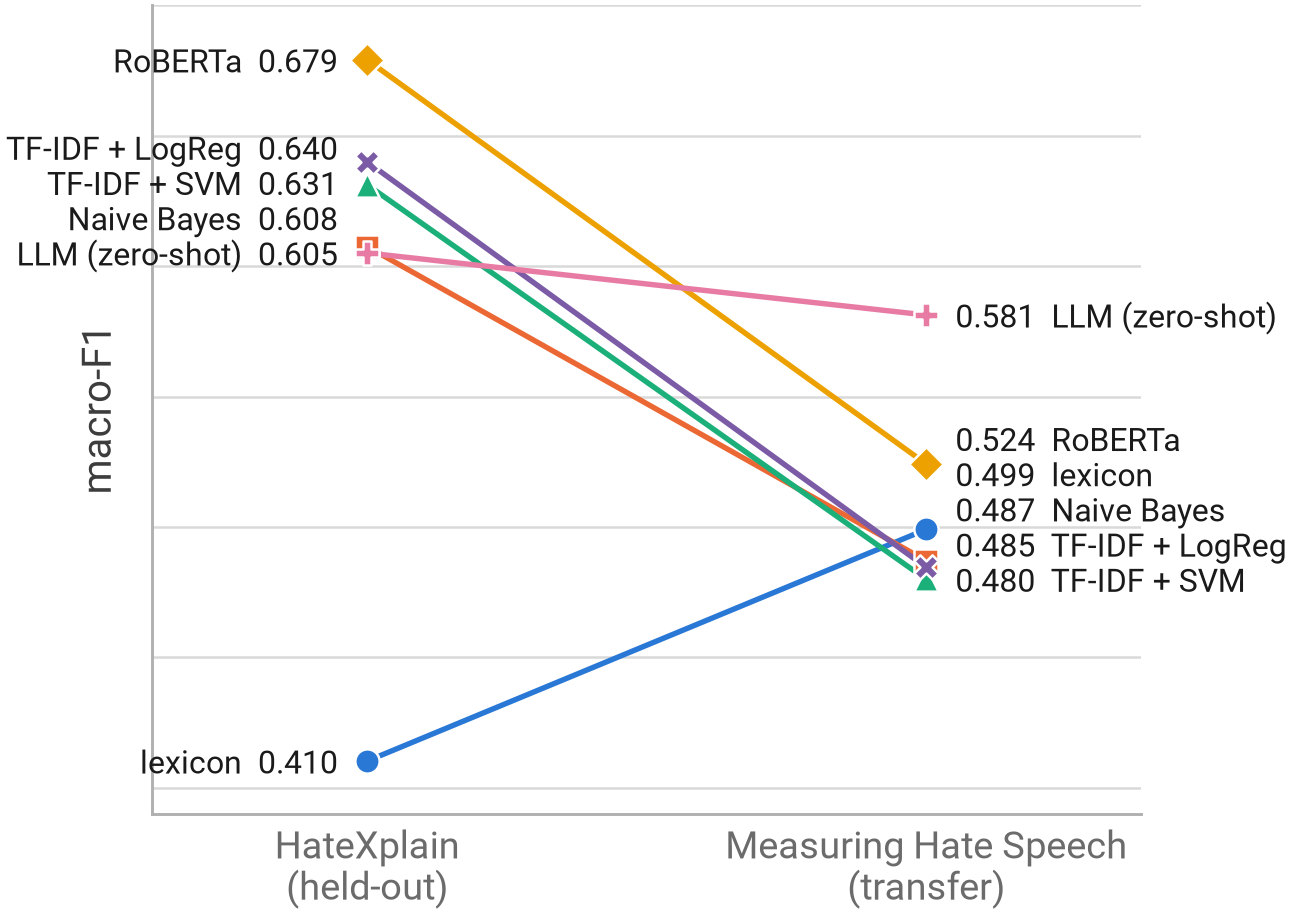 RoBERTa 0.679
TF-IDF + LogReg 0.640
TF-IDF + SVM 0.631
Naive Bayes 0.608
LLM (zero-shot) 0.605
lexicon 0.410
macro-F1
0.581 LLM (zero-shot)
0.524 RoBERTa
0.499 lexicon
0.487 Naive Bayes
0.485 TF-IDF + LogReg
0.480 TF-IDF + SVM
HateXplain
(held-out)
Measuring Hate Speech
(transfer)